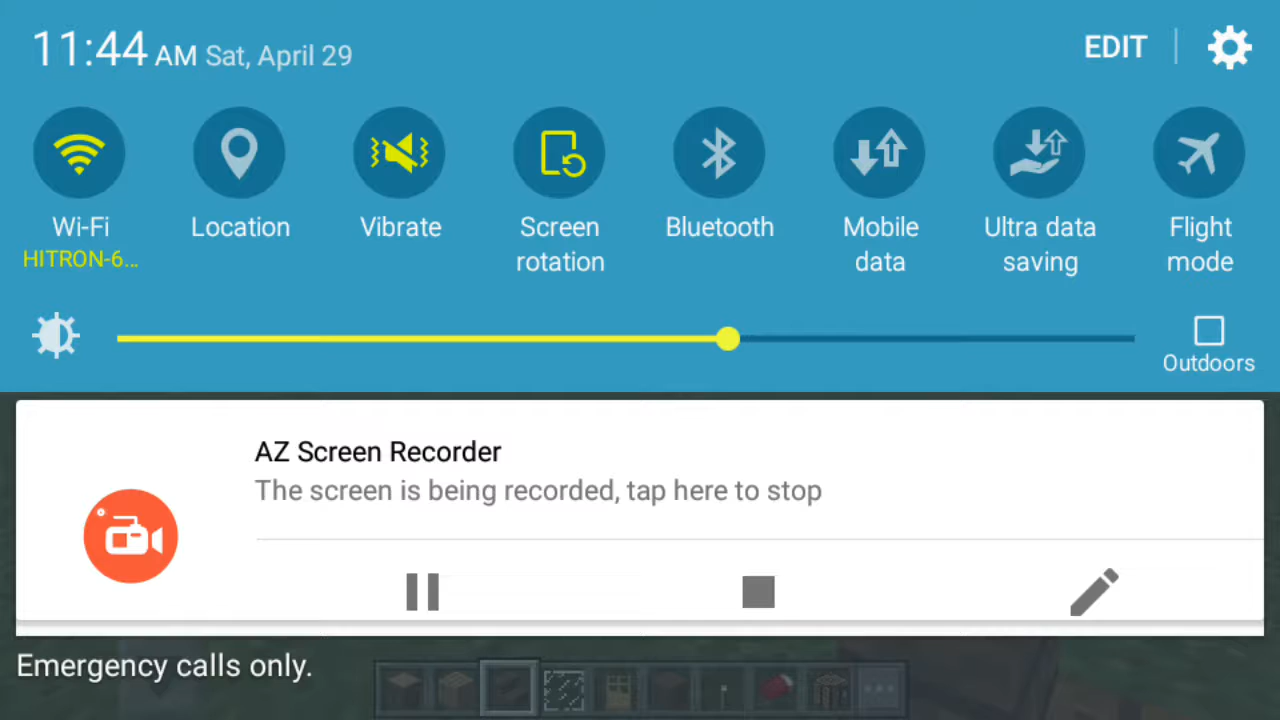 11:44 AM Sat, April 29
EDIT
Wi-Fi
HITRON-6...
Location
Vibrate
Screen
rotation
Bluetooth
Mobile
data
Ultra data
saving
Flight
mode
Outdoors
AZ Screen Recorder
The screen is being recorded, tap here to stop
Emergency calls only.